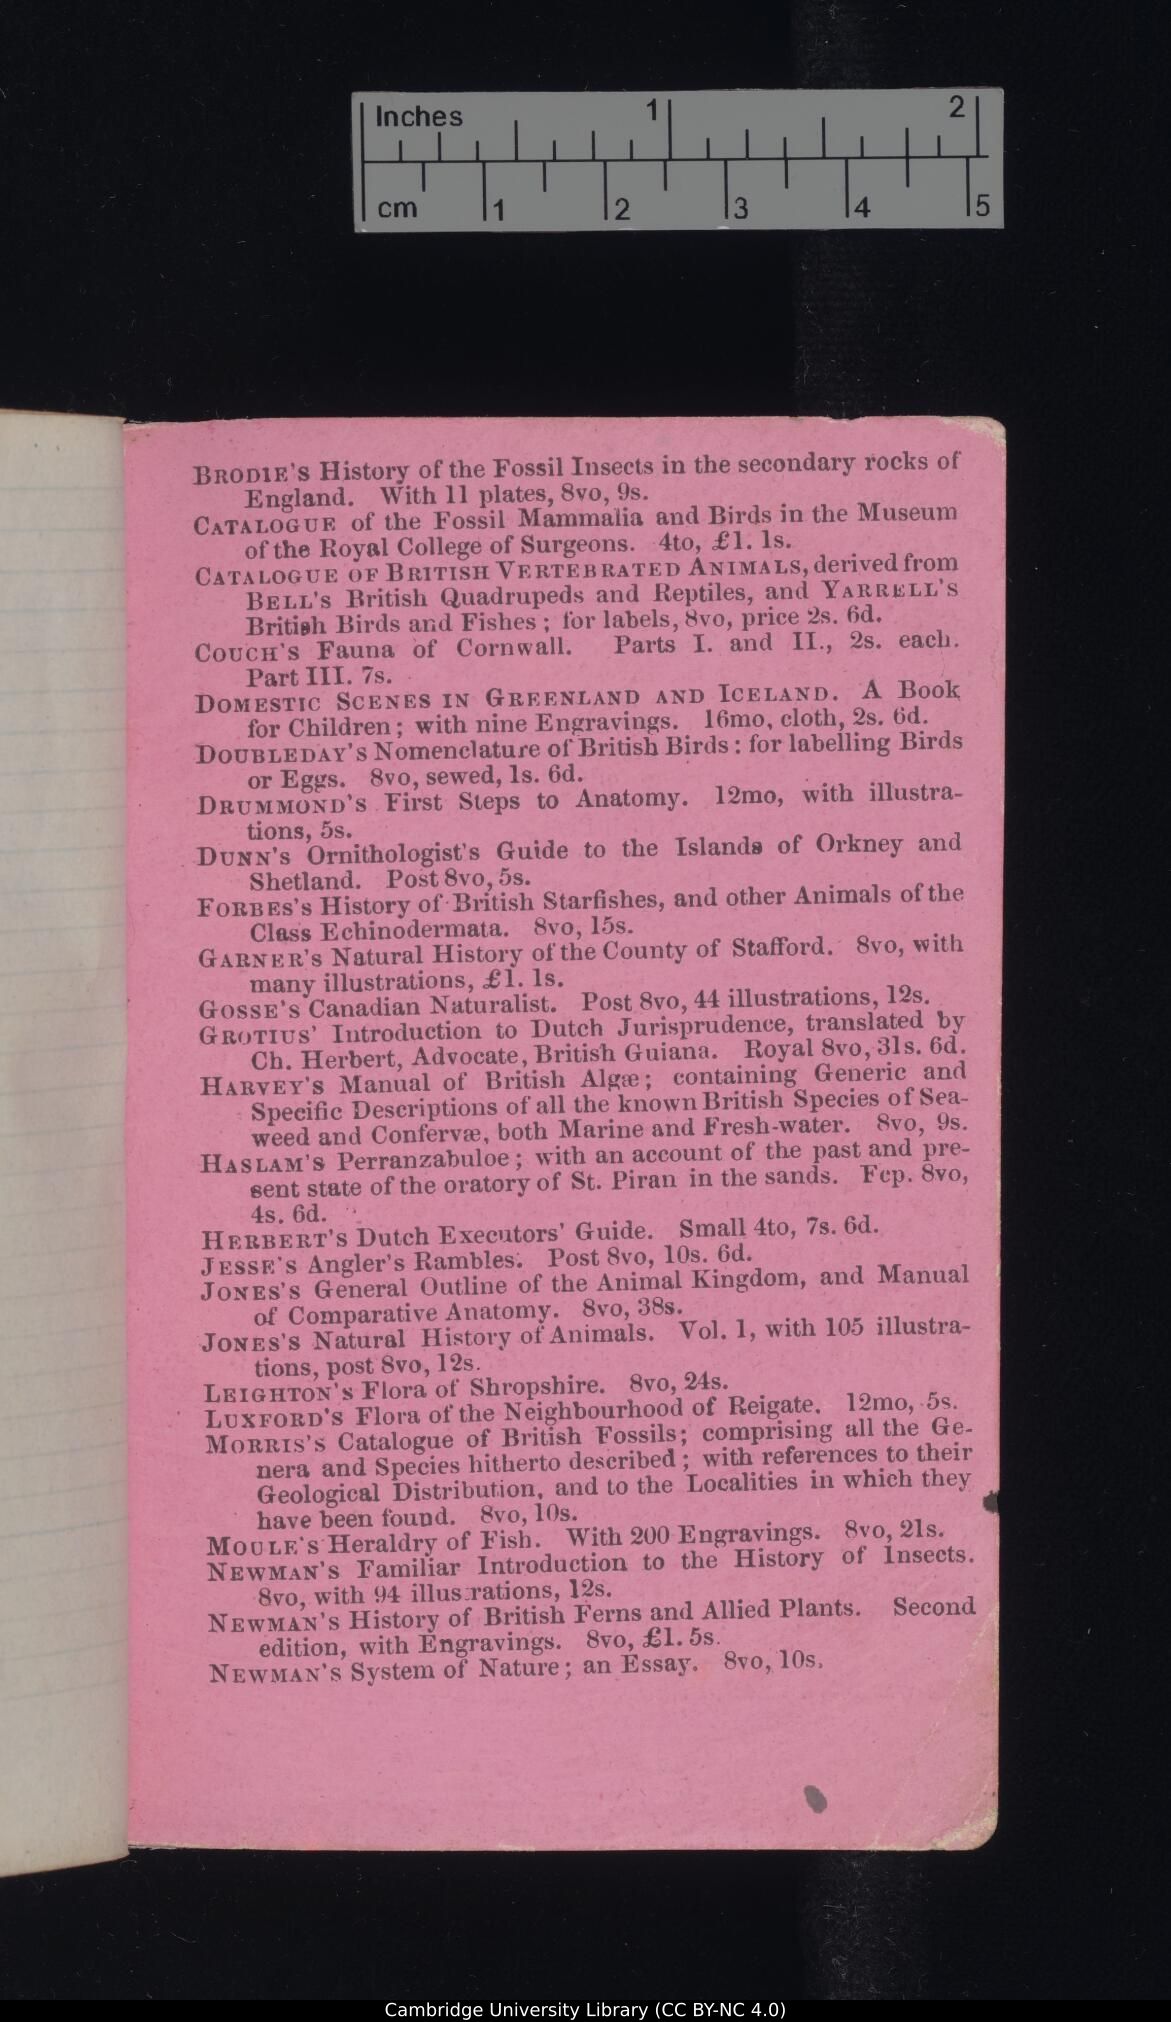 Inches 1 2
cm 1 2 3 4 5
BRODIE'S History of the Fossil Insects in the secondary rocks of
England. With 11 plates, 8vo, 9s.
CATALOGUE of the Fossil Mammalia and Birds in the Museum
of the Royal College of Surgeons. 4to, £1. 1s.
CATALOGUE OF BRITISH VERTEBRATED ANIMALS, derived from
BELL'S British Quadrupeds and Reptiles, and YARRELL'S
British Birds and Fishes; for labels, 8vo, price 2s. 6d.
COUCH'S Fauna of Cornwall. Parts I. and II., 2s. each.
Part III. 7s.
DOMESTIC SCENES IN GREENLAND AND ICELAND. A Book
for Children; with nine Engravings. 16mo, cloth, 2s. 6d.
DOUBLEDAY'S Nomenclature of British Birds: for labelling Birds
or Eggs. 8vo, sewed, 1s. 6d.
DRUMMOND'S First Steps to Anatomy. 12mo, with illustra-
tions, 5s.
DUNN'S Ornithologist's Guide to the Islands of Orkney and
Shetland. Post 8vo, 5s.
FORBES'S History of British Starfishes, and other Animals of the
Class Echinodermata. 8vo, 15s.
GARNER'S Natural History of the County of Stafford. 8vo, with
many illustrations, £1. 1s.
GOSSE'S Canadian Naturalist. Post 8vo, 44 illustrations, 12s.
GROTIUS' Introduction to Dutch Jurisprudence, translated by
Ch. Herbert, Advocate, British Guiana. Royal 8vo, 31s. 6d.
HARVEY'S Manual of British Algæ; containing Generic and
Specific Descriptions of all the known British Species of Sea-
weed and Confervæ, both Marine and Fresh-water. 8vo, 9s.
HASLAM'S Perranzabuloe; with an account of the past and pre-
sent state of the oratory of St. Piran in the sands. Fcp. 8vo,
4s. 6d.
HERBERT'S Dutch Executors' Guide. Small 4to, 7s. 6d.
JESSE'S Angler's Rambles. Post 8vo, 10s. 6d.
JONES'S General Outline of the Animal Kingdom, and Manual
of Comparative Anatomy. 8vo, 38s.
JONES'S Natural History of Animals. Vol. 1, with 105 illustra-
tions, post 8vo, 12s.
LEIGHTON'S Flora of Shropshire. 8vo, 24s.
LUXFORD'S Flora of the Neighbourhood of Reigate. 12mo, 5s.
MORRIS'S Catalogue of British Fossils; comprising all the Ge-
nera and Species hitherto described; with references to their
Geological Distribution, and to the Localities in which they
have been found. 8vo, 10s.
MOULE'S Heraldry of Fish. With 200 Engravings. 8vo, 21s.
NEWMAN'S Familiar Introduction to the History of Insects.
8vo, with 94 illustrations, 12s.
NEWMAN'S History of British Ferns and Allied Plants. Second
edition, with Engravings. 8vo, £1. 5s.
NEWMAN'S System of Nature; an Essay. 8vo, 10s.
Cambridge University Library (CC BY-NC 4.0)